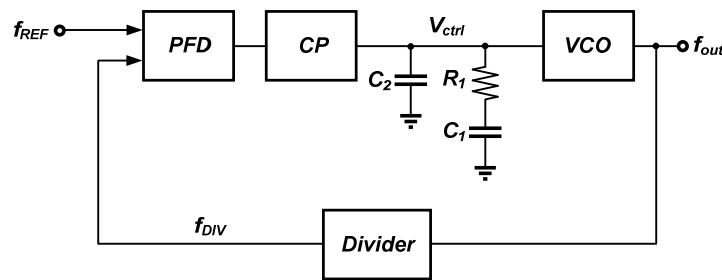 f_REF
PFD
CP
V_ctrl
VCO
f_out
C_2
R_1
C_1
f_DIV
Divider